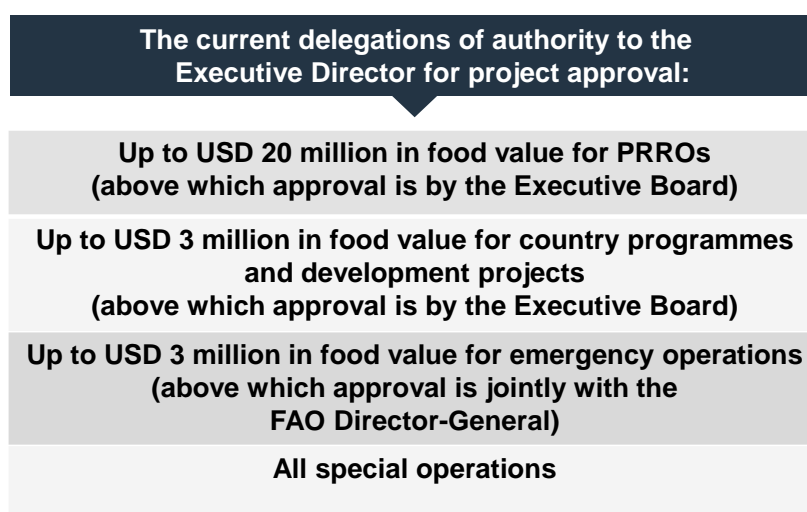 The current delegations of authority to the
Executive Director for project approval:
Up to USD 20 million in food value for PRROs
(above which approval is by the Executive Board)
Up to USD 3 million in food value for country programmes
and development projects
(above which approval is by the Executive Board)
Up to USD 3 million in food value for emergency operations
(above which approval is jointly with the
FAO Director-General)
All special operations